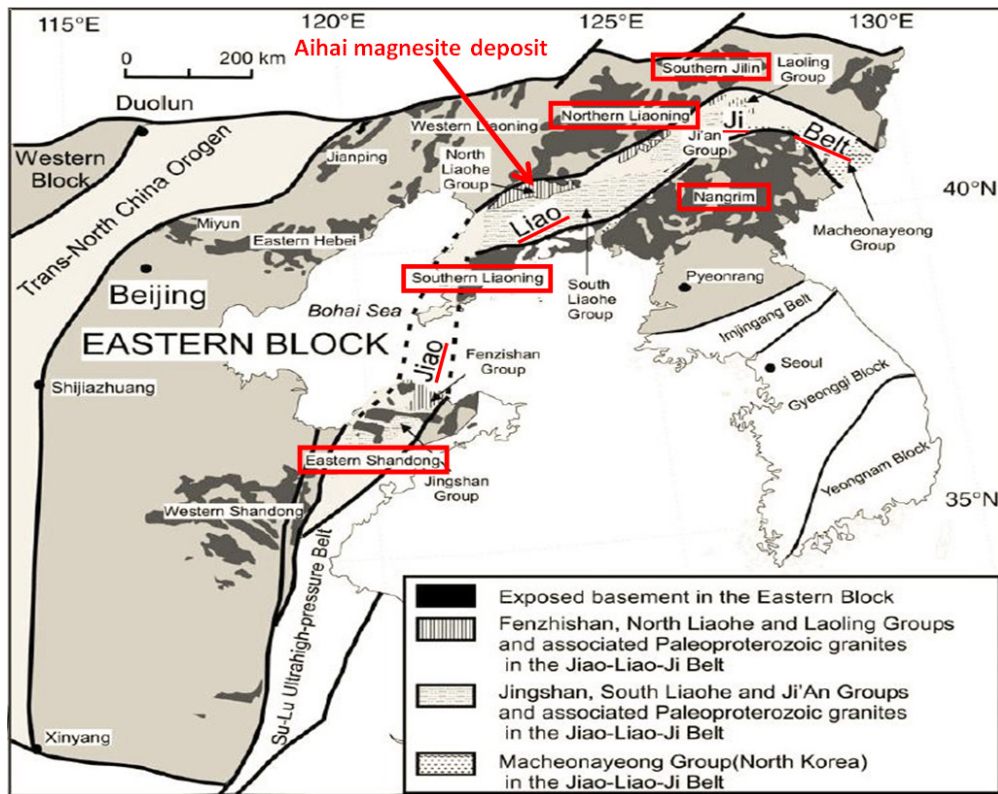 115°E
120°E
125°E
130°E
0
200 km
Aihai magnesite deposit
Southern Jilin
Laoling
Group
Duolun
Northern Liaoning
Ji
Western Liaoning
Ji'an
Group
Belt
Western
Block
Jianping
North
Liaohe
Group
40°N
Trans-North China Orogen
Nangrim
Miyun
Liao
Macheonayeong
Group
Eastern Hebei
Beijing
Southern Liaoning
South
Liaohe
Group
Pyeonrang
Bohai Sea
Imjingang Belt
EASTERN BLOCK
Jiao
Fenzishan
Group
Seoul
Shijiazhuang
Gyeonggi Block
Eastern Shandong
Jingshan
Group
Yeongnam Block
Western Shandong
35°N
Su-Lu Ultrahigh-pressure Belt
Xinyang
Exposed basement in the Eastern Block
Fenzhishan, North Liaohe and Laoling Groups
and associated Paleoproterozoic granites
in the Jiao-Liao-Ji Belt
Jingshan, South Liaohe and Ji'An Groups
and associated Paleoproterozoic granites
in the Jiao-Liao-Ji Belt
Macheonayeong Group(North Korea)
in the Jiao-Liao-Ji Belt